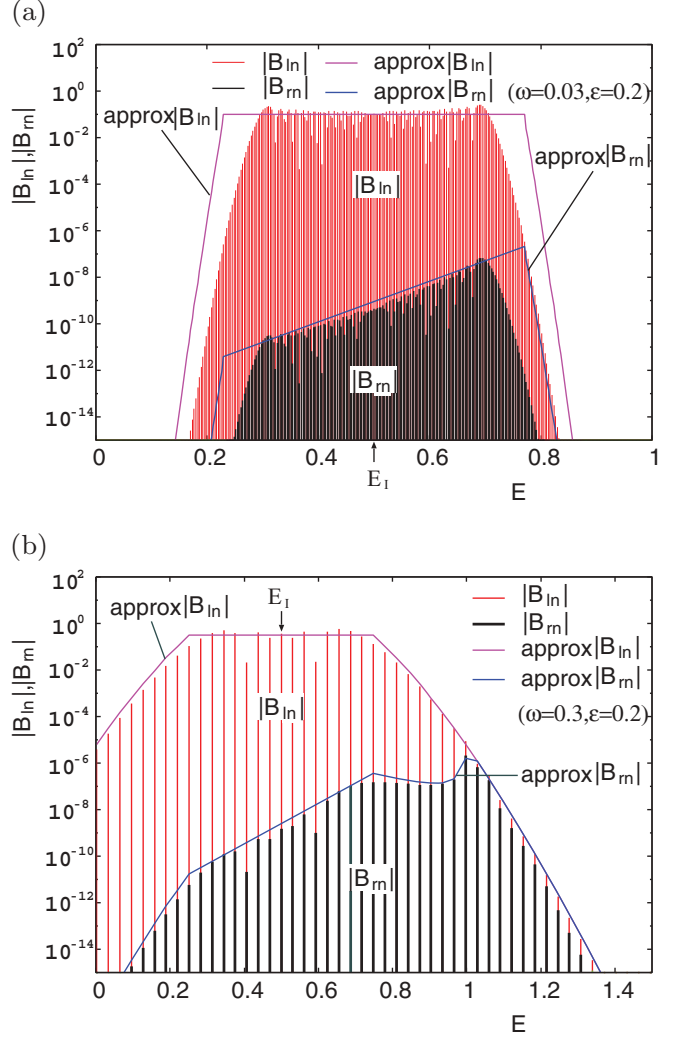 (a)
10^2
10^0
10^-2
10^-4
10^-6
10^-8
10^-10
10^-12
10^-14
|B_ln|,|B_rn|
|B_ln|
|B_rn|
approx|B_ln|
approx|B_rn|
(ω=0.03,ε=0.2)
approx|B_ln|
approx|B_rn|
|B_ln|
|B_rn|
0
0.2
0.4
0.6
0.8
1
E_I
E
(b)
10^2
10^0
10^-2
10^-4
10^-6
10^-8
10^-10
10^-12
10^-14
|B_ln|,|B_rn|
approx|B_ln|
E_I
|B_ln|
|B_rn|
approx|B_ln|
approx|B_rn|
(ω=0.3,ε=0.2)
|B_ln|
approx|B_rn|
|B_rn|
0
0.2
0.4
0.6
0.8
1
1.2
1.4
E